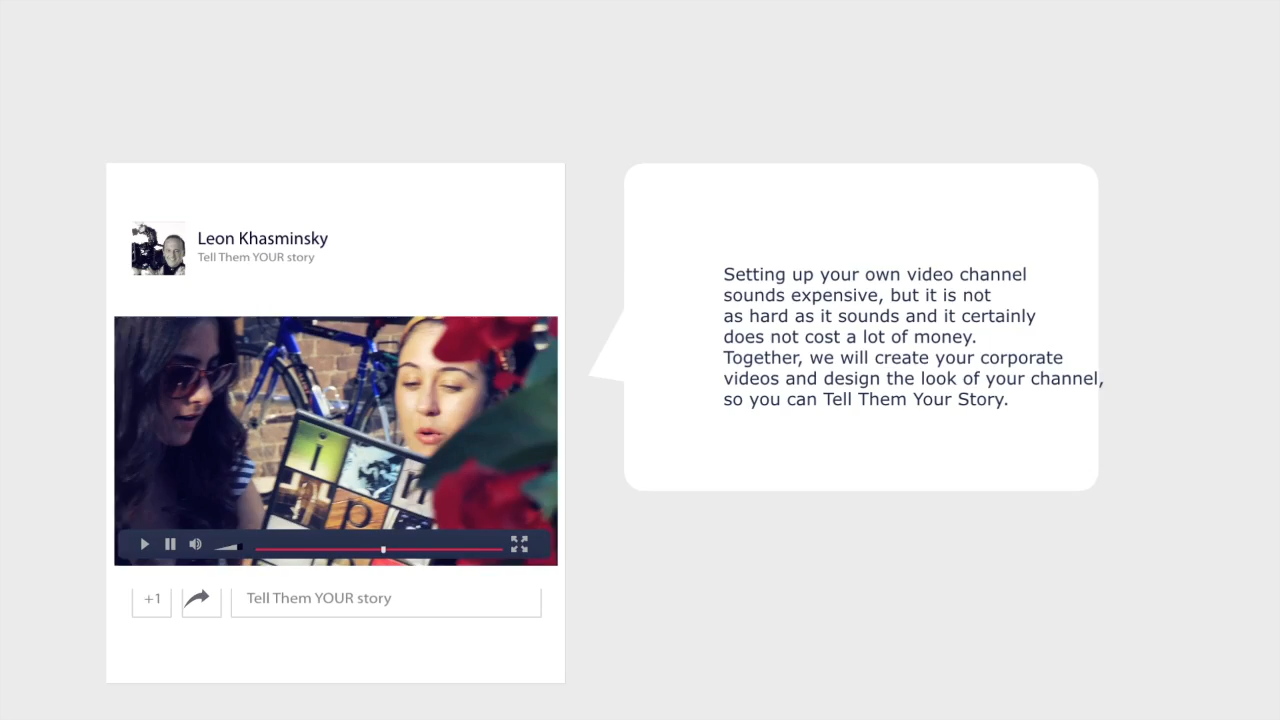 Leon Khasminsky
Tell Them YOUR story
Setting up your own video channel
sounds expensive, but it is not
as hard as it sounds and it certainly
does not cost a lot of money.
Together, we will create your corporate
videos and design the look of your channel,
so you can Tell Them Your Story.
i
p
+1
Tell Them YOUR story